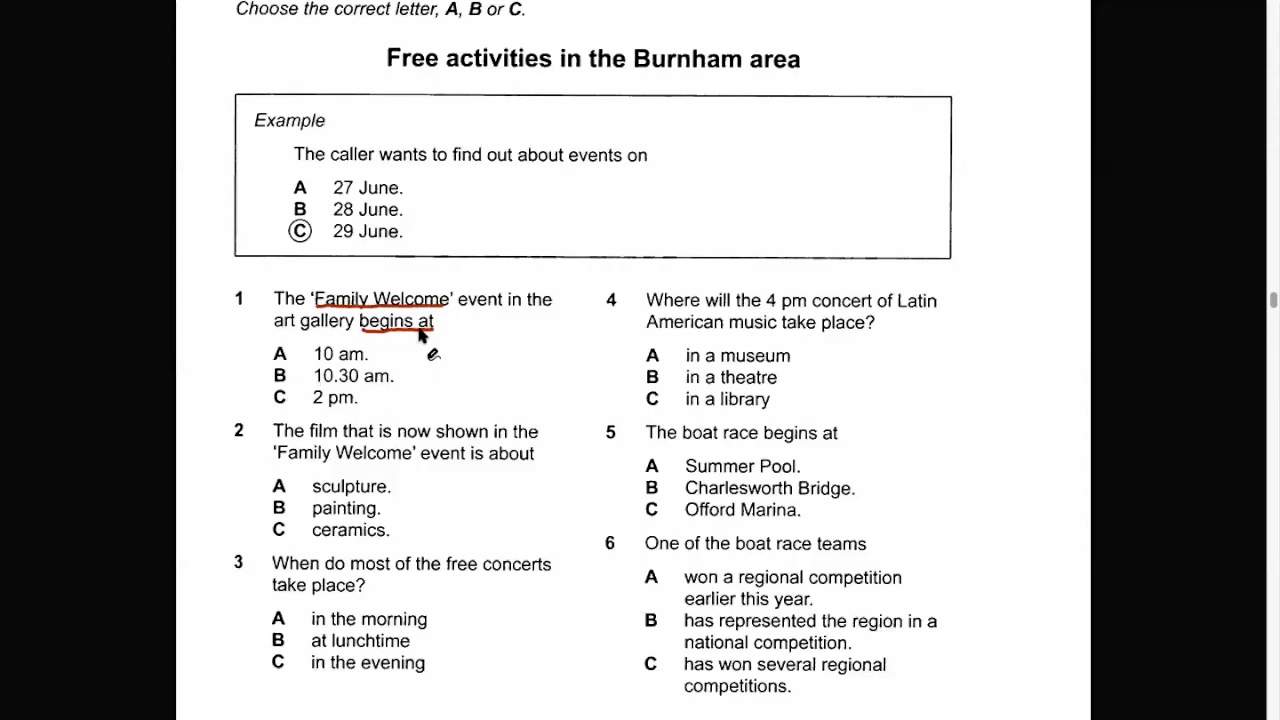 Choose the correct letter, A, B or C.
Free activities in the Burnham area
Example
The caller wants to find out about events on
A 27 June.
B 28 June.
C 29 June.
1 The ‘Family Welcome’ event in the
art gallery begins at
A 10 am.
B 10.30 am.
C 2 pm.
2 The film that is now shown in the
‘Family Welcome’ event is about
A sculpture.
B painting.
C ceramics.
3 When do most of the free concerts
take place?
A in the morning
B at lunchtime
C in the evening
4 Where will the 4 pm concert of Latin
American music take place?
A in a museum
B in a theatre
C in a library
5 The boat race begins at
A Summer Pool.
B Charlesworth Bridge.
C Offord Marina.
6 One of the boat race teams
A won a regional competition
earlier this year.
B has represented the region in a
national competition.
C has won several regional
competitions.